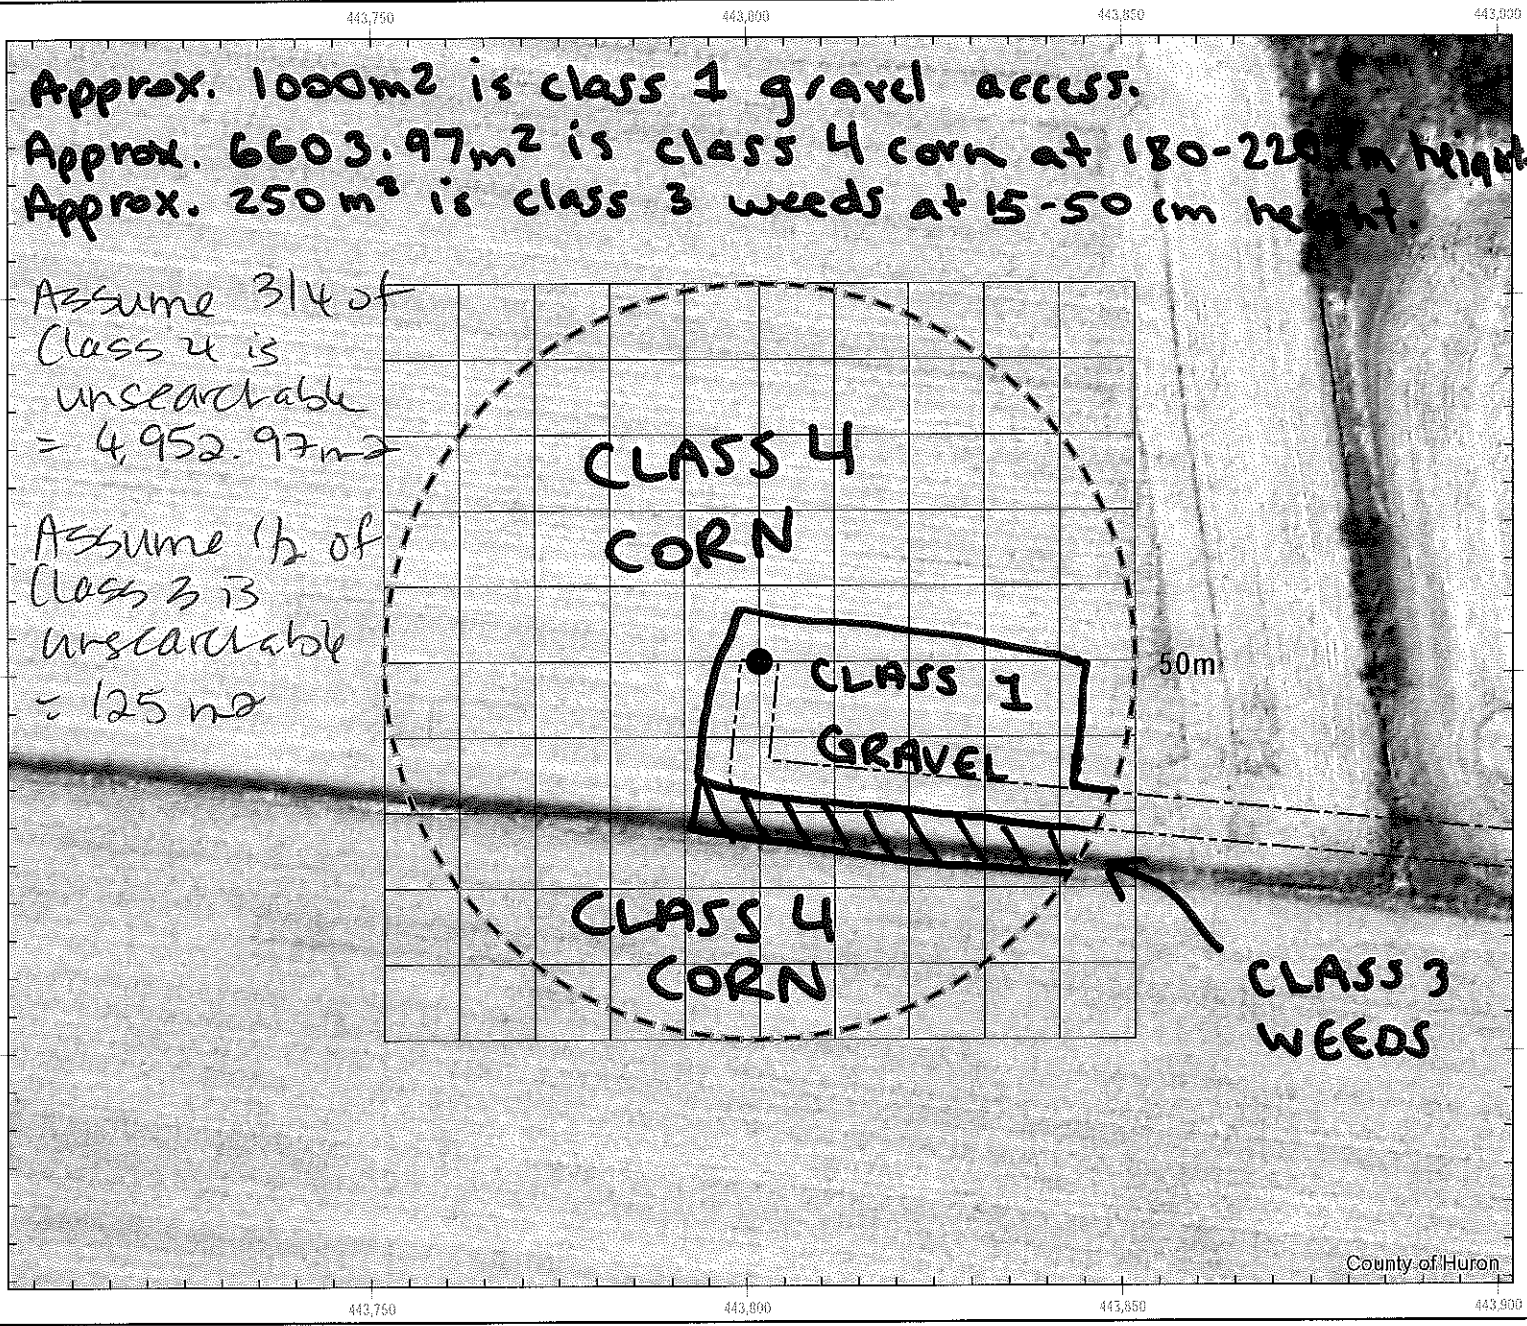 443,750 443,800 443,850 443,900
Approx. 1000m2 is class 1 gravel access.
Approx. 6603.97m2 is class 4 corn at 180-220cm height.
Approx. 250m2 is class 3 weeds at 15-50 cm height.
Assume 3/4 of
Class 4 is
unsearchable
= 4,952.97m2
Assume 1/2 of
Class 3 is
unsearchable
= 125 m2
CLASS 4
CORN
50m
CLASS 1
GRAVEL
CLASS 4
CORN
CLASS 3
WEEDS
County of Huron
443,750 443,800 443,850 443,900